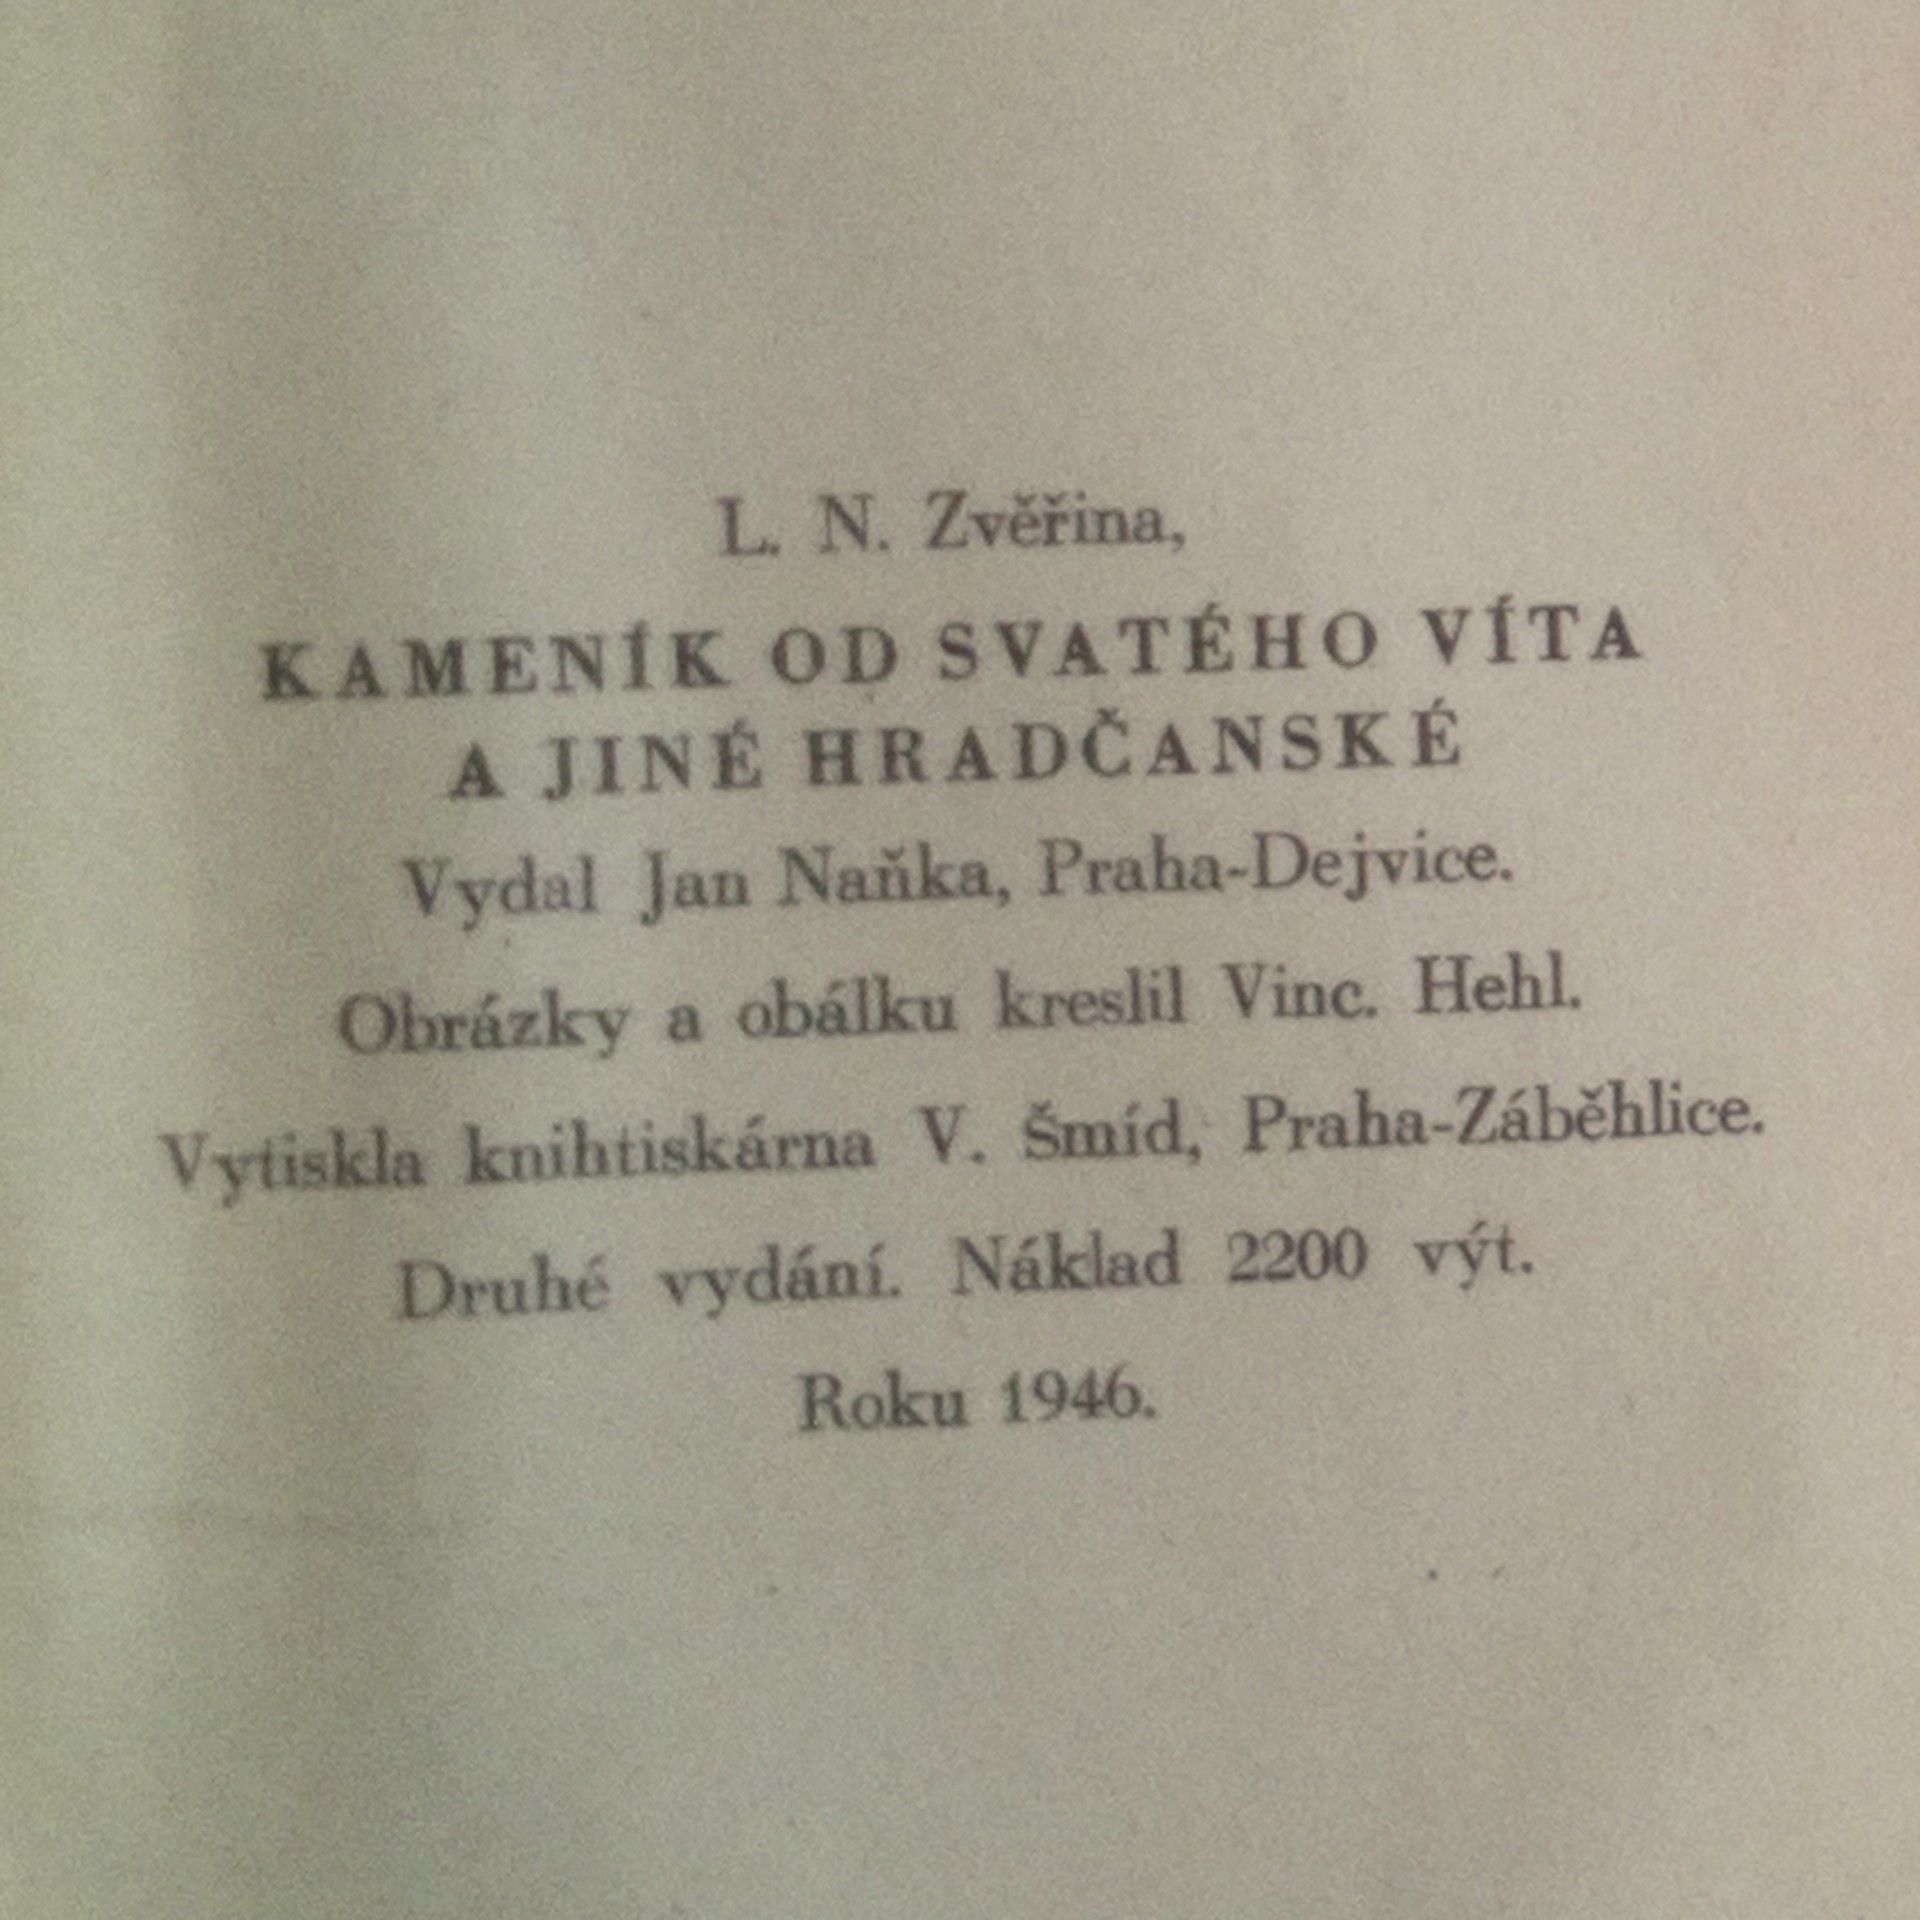 L. N. Zvěřina,
KAMENÍK OD SVATÉHO VÍTA
A JINÉ HRADČANSKÉ
Vydal Jan Naňka, Praha-Dejvice.
Obrázky a obálku kreslil Vinc. Hehl.
Vytiskla knihtiskárna V. Šmíd, Praha-Záběhlice.
Druhé vydání. Náklad 2200 výt.
Roku 1946.